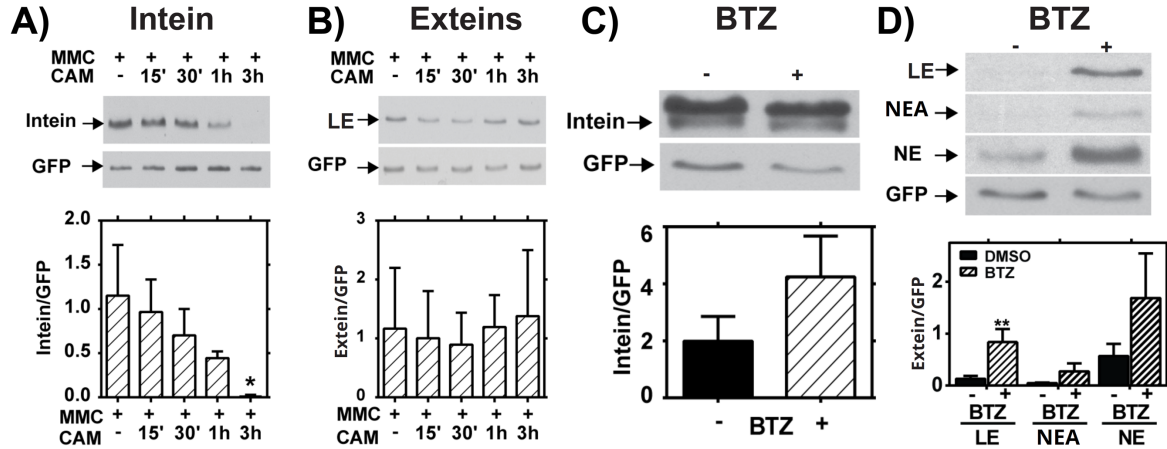 A) Intein
MMC + + + + +
CAM - 15' 30' 1h 3h
Intein
GFP
2.0
1.5
1.0
0.5
0.0
Intein/GFP
*
MMC + + + + +
CAM - 15' 30' 1h 3h
B) Exteins
MMC + + + + +
CAM - 15' 30' 1h 3h
LE
GFP
3
2
1
0
Extein/GFP
MMC + + + + +
CAM - 15' 30' 1h 3h
C) BTZ
- +
Intein
GFP
6
4
2
0
Intein/GFP
- BTZ +
D) BTZ
- +
LE
NEA
NE
GFP
DMSO
BTZ
2
1
0
Extein/GFP
**
- + - + - +
BTZ BTZ BTZ
LE NEA NE